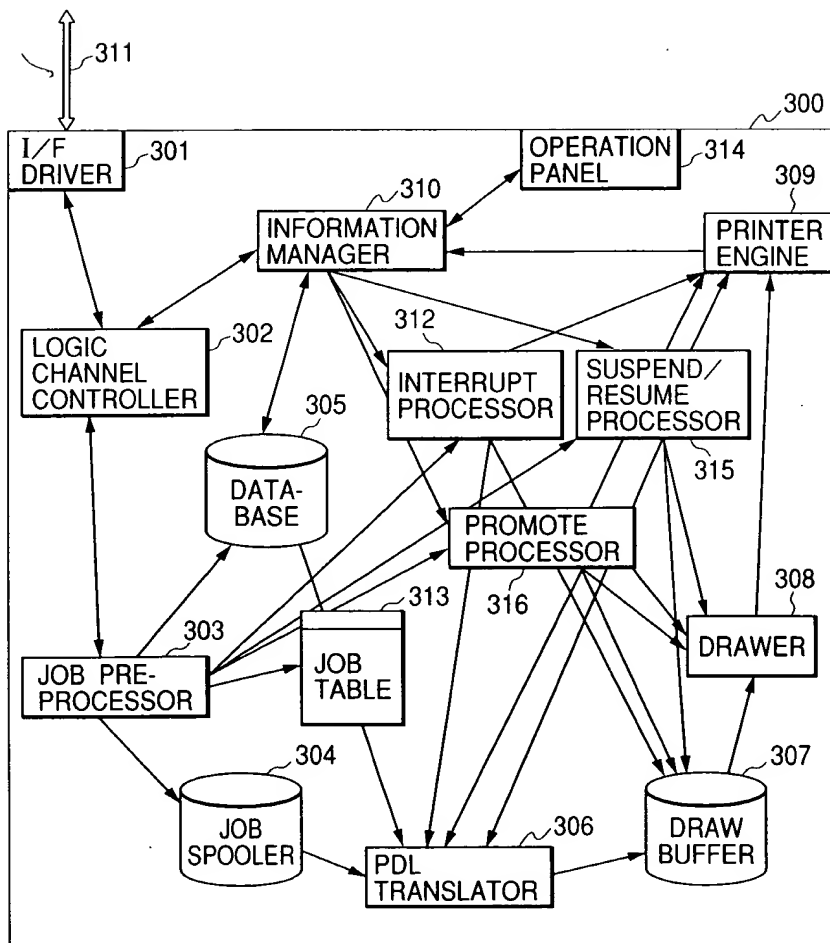 311
300
I/F
DRIVER
301
OPERATION
PANEL
314
310
INFORMATION
MANAGER
309
PRINTER
ENGINE
302
LOGIC
CHANNEL
CONTROLLER
312
INTERRUPT
PROCESSOR
SUSPEND/
RESUME
PROCESSOR
315
305
DATA-
BASE
PROMOTE
PROCESSOR
316
313
JOB
TABLE
303
JOB PRE-
PROCESSOR
308
DRAWER
304
JOB
SPOOLER
306
PDL
TRANSLATOR
307
DRAW
BUFFER